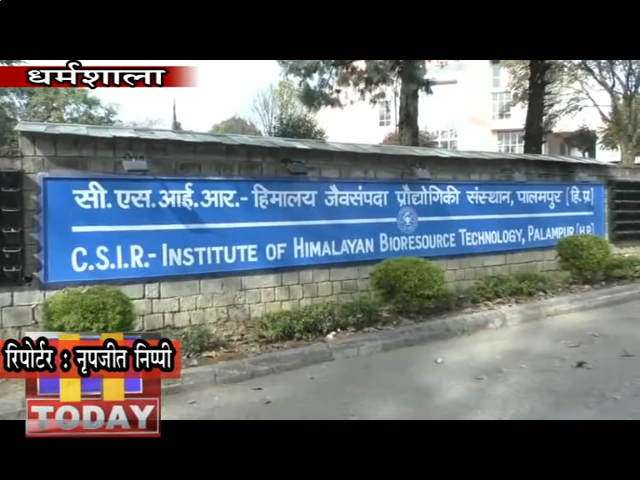 धर्मशाला
सी.एस.आई.आर.- हिमालय जैवसंपदा प्रौद्योगिकी संस्थान, पालमपुर (हि.प्र.)
C.S.I.R.- INSTITUTE OF HIMALAYAN BIORESOURCE TECHNOLOGY, PALAMPUR (H.P.)
रिपोर्टर : नृपजीत निप्पी
TODAY